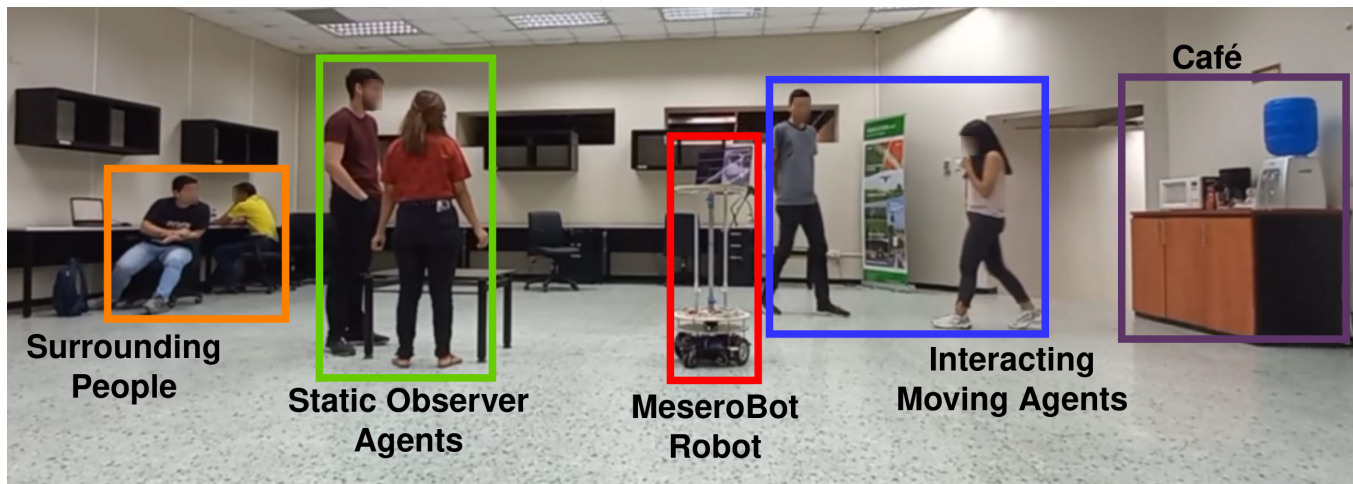 Café
Surrounding
People
Static Observer
Agents
MeseroBot
Robot
Interacting
Moving Agents